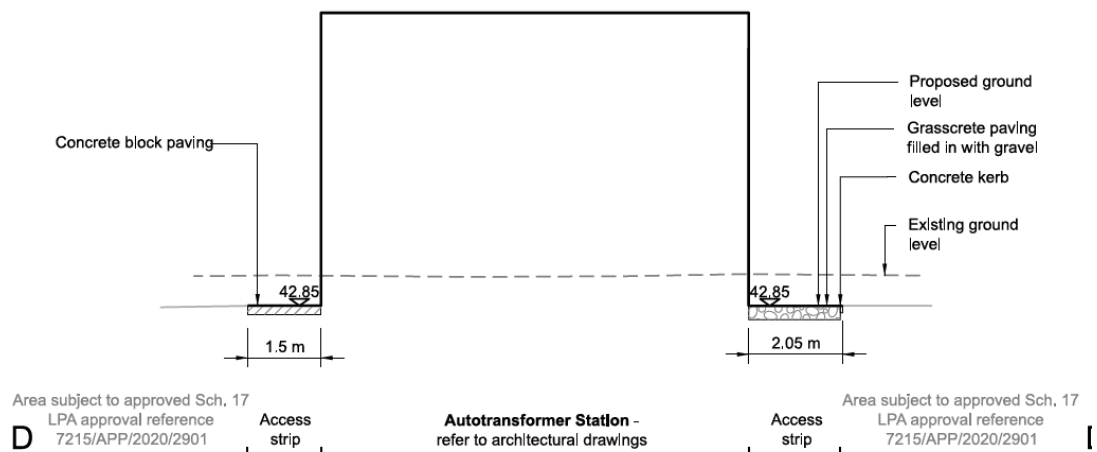 Proposed ground
level
Concrete block paving
Grasscrete paving
filled in with gravel
Concrete kerb
Existing ground
level
42.85
42.85
1.5 m
2.05 m
Area subject to approved Sch. 17
LPA approval reference
7215/APP/2020/2901
D
Access
strip
Autotransformer Station -
refer to architectural drawings
Access
strip
Area subject to approved Sch. 17
LPA approval reference
7215/APP/2020/2901